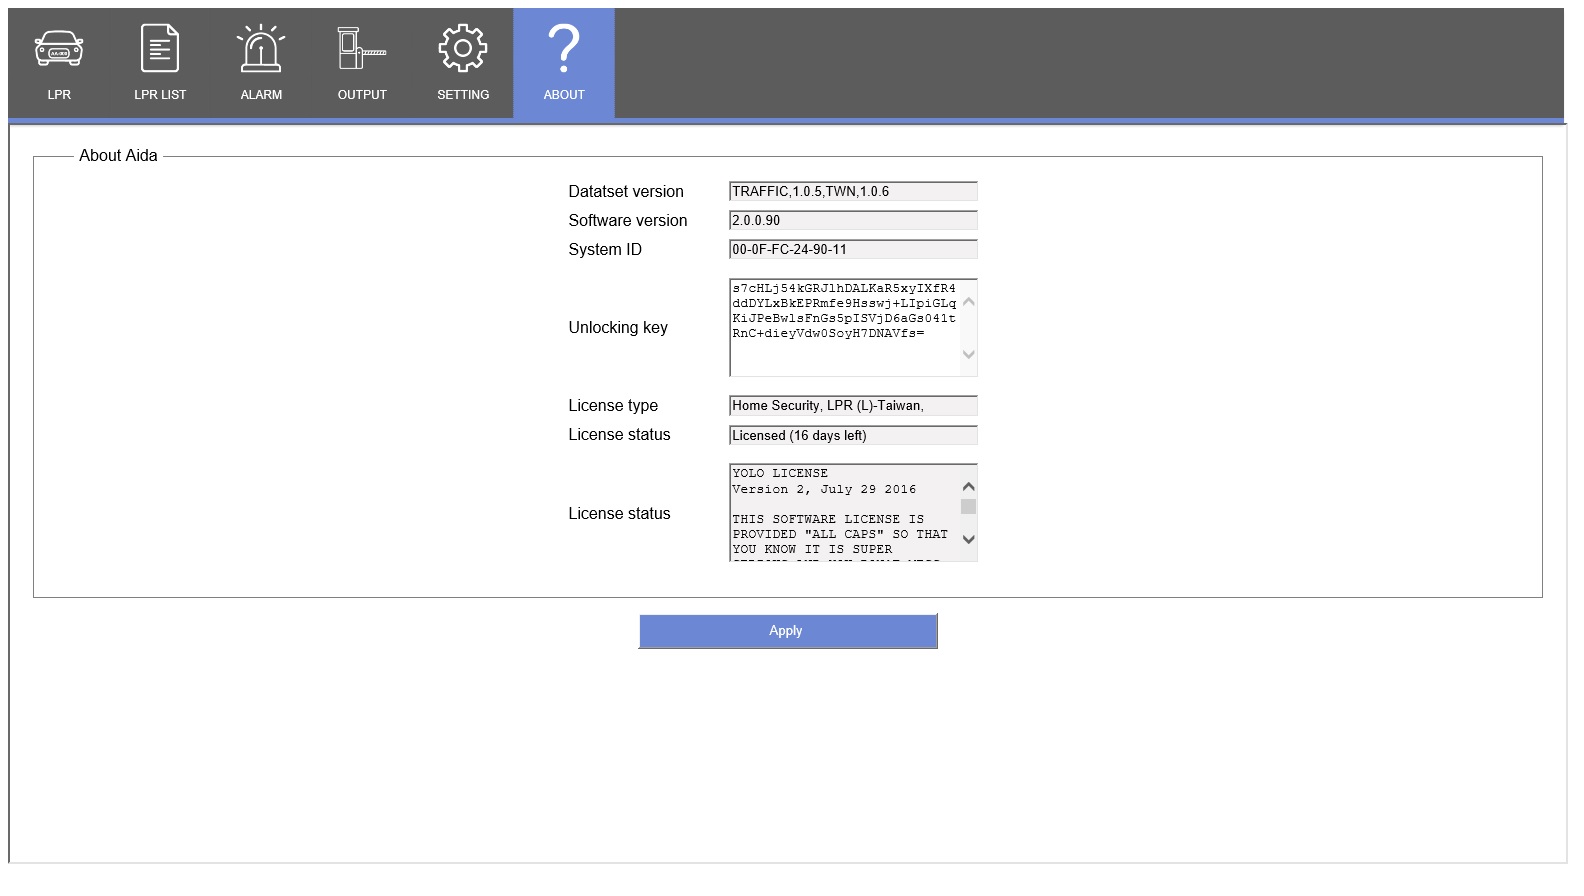 AA-000
LPR
LPR LIST
ALARM
OUTPUT
SETTING
ABOUT
About Aida
Datatset version
TRAFFIC,1.0.5,TWN,1.0.6
Software version
2.0.0.90
System ID
00-0F-FC-24-90-11
Unlocking key
s7cHLj54kGRJlhDALKaR5xyIXfR4
ddDYLxBkEPRmfe9Hsswj+LIpiGLq
KiJPeBwlsFnGs5pISVjD6aGs041t
RnC+dieyVdw0SoyH7DNAVfs=
License type
Home Security, LPR (L)-Taiwan,
License status
Licensed (16 days left)
License status
YOLO LICENSE
Version 2, July 29 2016
THIS SOFTWARE LICENSE IS
PROVIDED "ALL CAPS" SO THAT
YOU KNOW IT IS SUPER
Apply